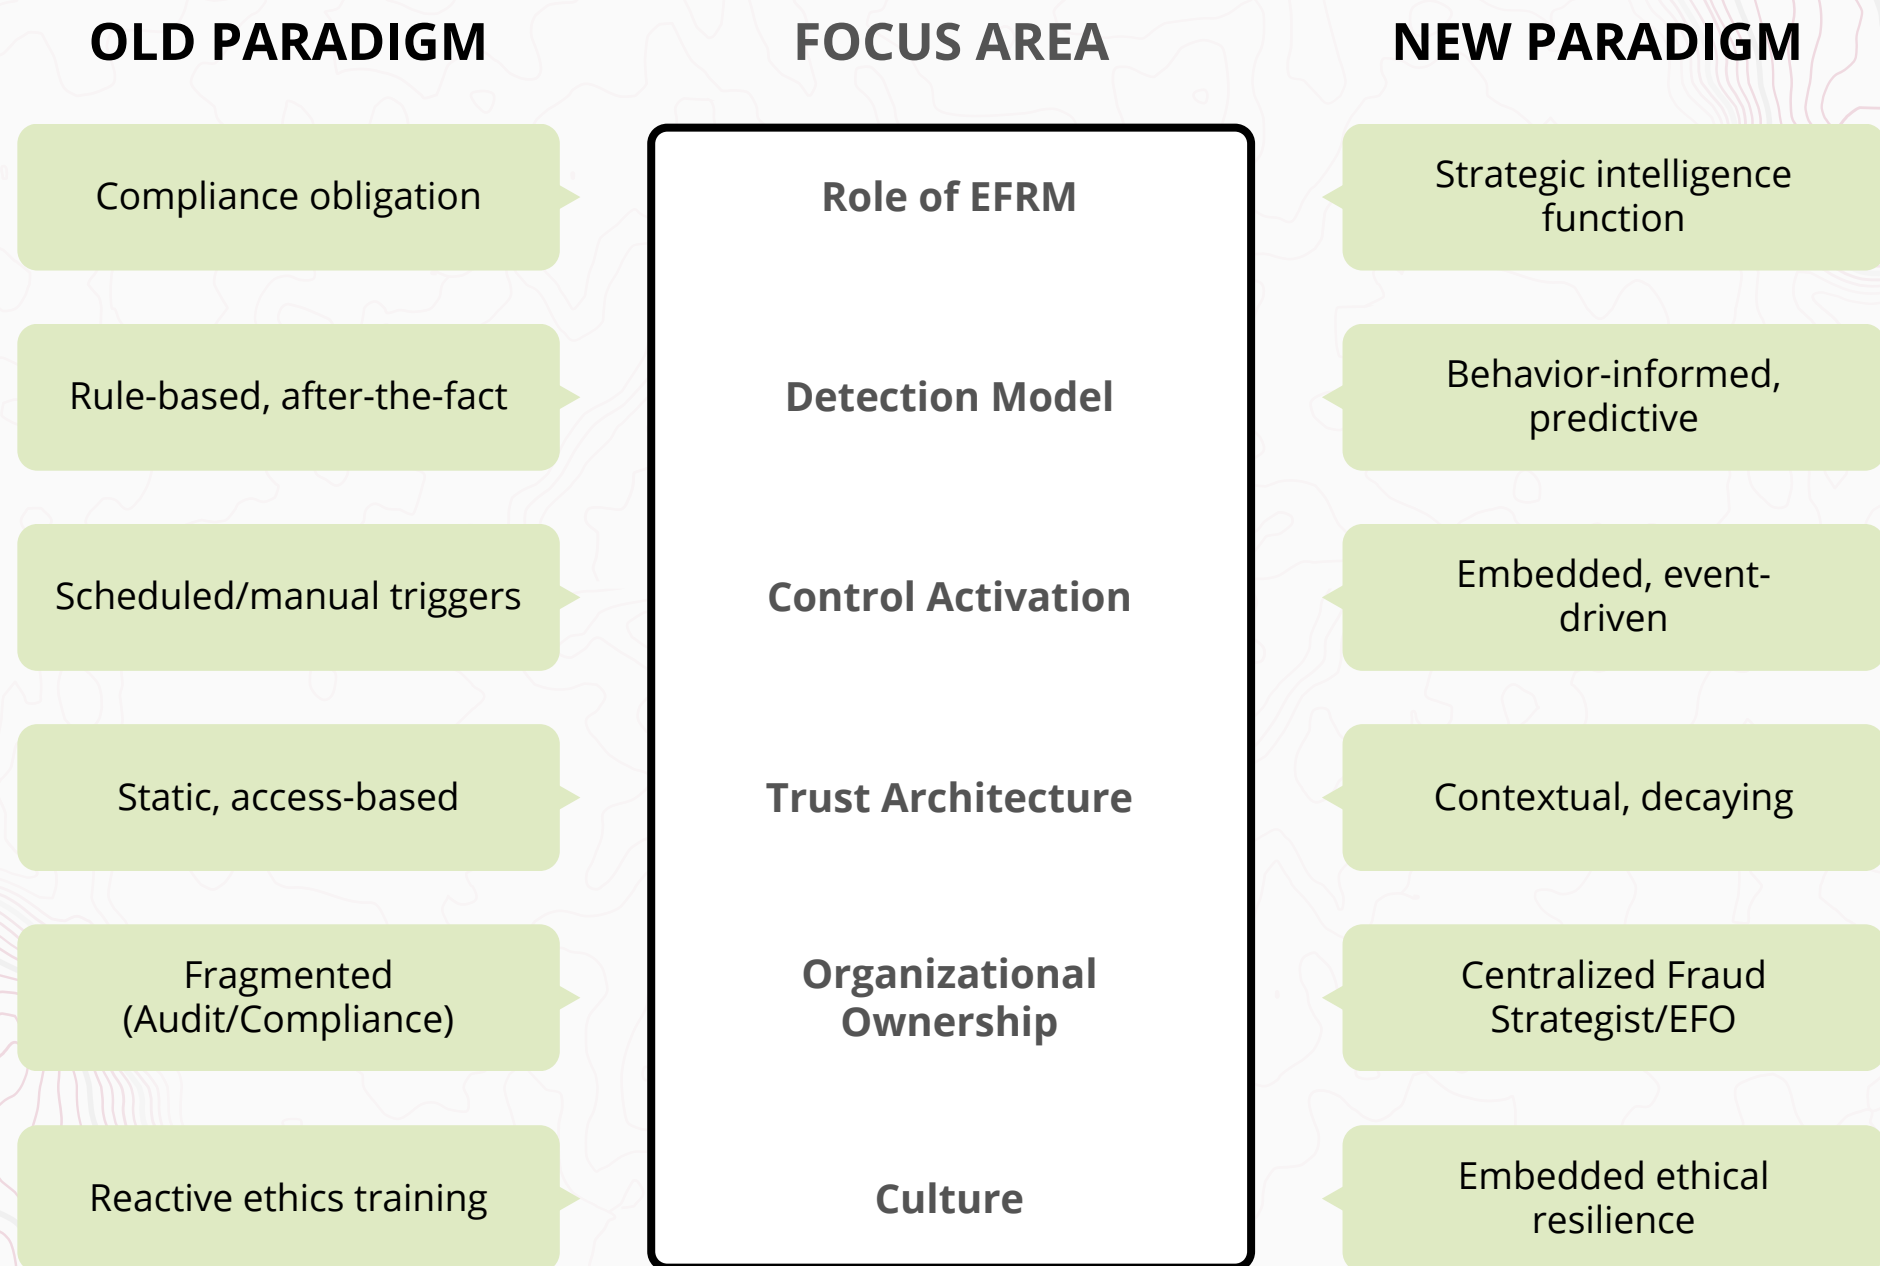 OLD PARADIGM
FOCUS AREA
NEW PARADIGM
Compliance obligation
Role of EFRM
Strategic intelligence
function
Rule-based, after-the-fact
Detection Model
Behavior-informed,
predictive
Scheduled/manual triggers
Control Activation
Embedded, event-
driven
Static, access-based
Trust Architecture
Contextual, decaying
Fragmented
(Audit/Compliance)
Organizational
Ownership
Centralized Fraud
Strategist/EFO
Reactive ethics training
Culture
Embedded ethical
resilience